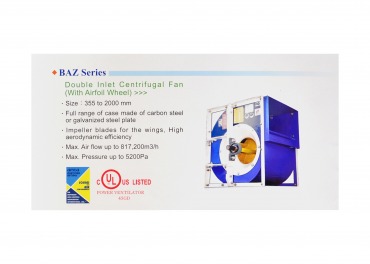 BAZ Series
Double Inlet Centrifugal Fan
(With Airfoil Wheel) >>>
· Size : 355 to 2000 mm
· Full range of case made of carbon steel
or galvanized steel plate
· Impeller blades for the wings, High
aerodynamic efficiency
· Max. Air flow up to 817,200m3/h
· Max. Pressure up to 5200Pa
C UL US LISTED
POWER VENTILATOR